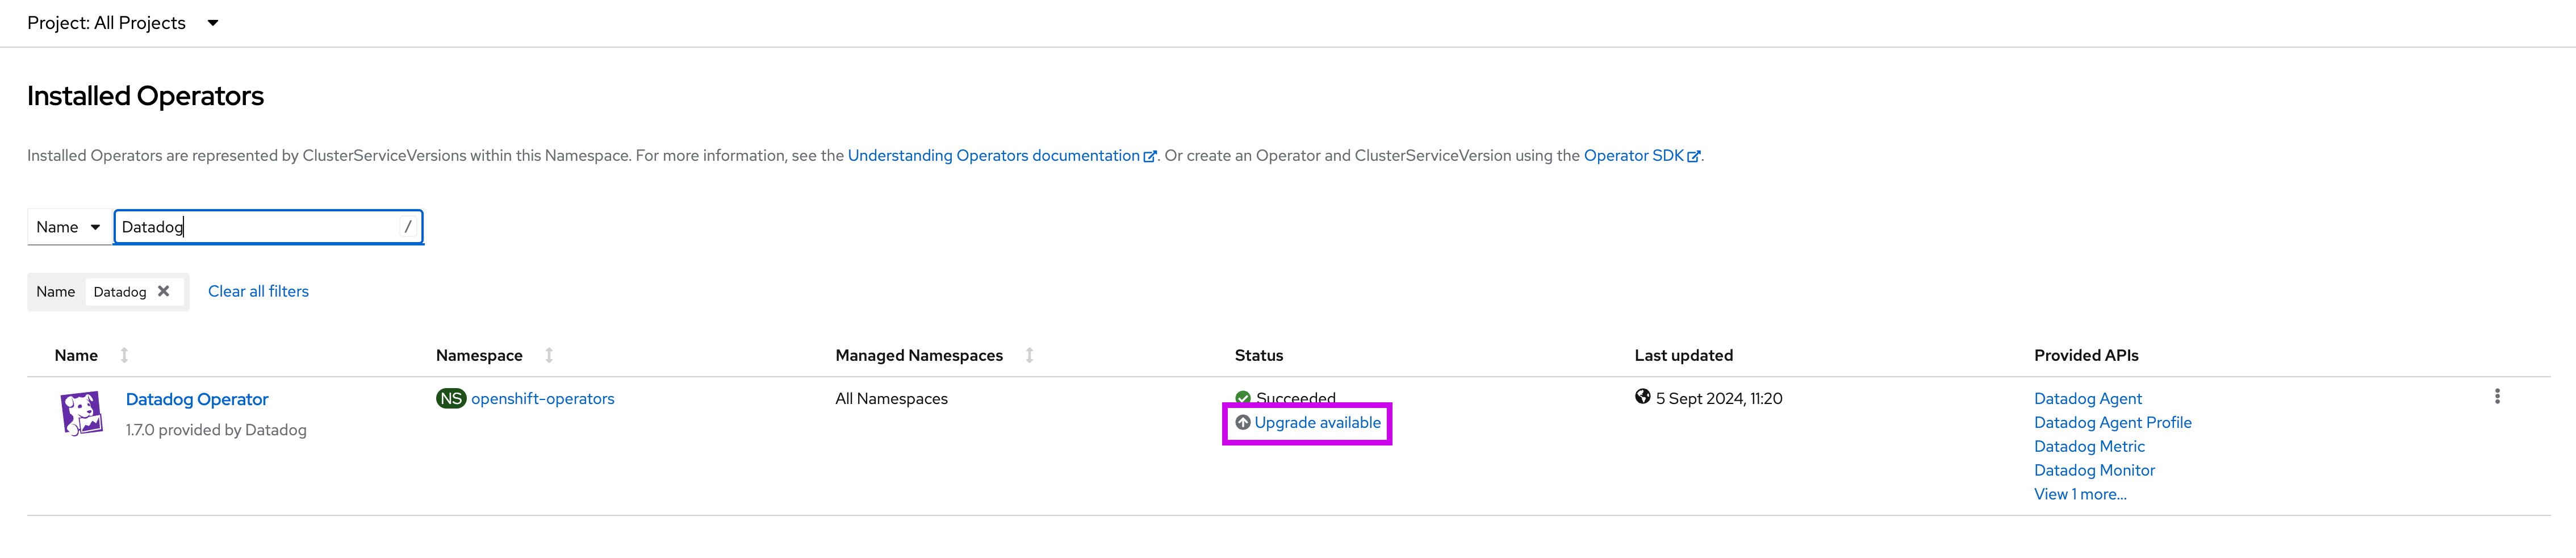 Project: All Projects
Installed Operators
Installed Operators are represented by ClusterServiceVersions within this Namespace. For more information, see the Understanding Operators documentation. Or create an Operator and ClusterServiceVersion using the Operator SDK.
Name Datadog /
Name Datadog Clear all filters
Name Namespace Managed Namespaces Status Last updated Provided APIs
Datadog Operator NS openshift-operators All Namespaces Succeeded 5 Sept 2024, 11:20 Datadog Agent
Upgrade available Datadog Agent Profile
1.7.0 provided by Datadog
Datadog Metric
Datadog Monitor
View 1 more...